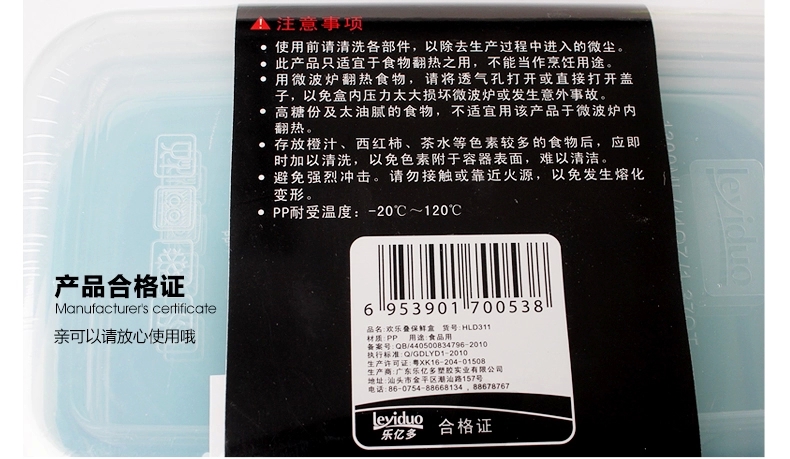 注意事项
● 使用前请清洗各部件，以除去生产过程中进入的微尘。
● 此产品只适宜于食物翻热之用，不能当作烹饪用途。
● 用微波炉翻热食物，请将透气孔打开或直接打开盖
子，以免盒内压力太大损坏微波炉或发生意外事故。
● 高糖份及太油腻的食物，不适宜用该产品于微波炉内
翻热。
● 存放橙汁、西红柿、茶水等色素较多的食物后，应即
时加以清洗，以免色素附于容器表面，难以清洁。
● 避免强烈冲击。请勿接触或靠近火源，以免发生熔化
变形。
● PP耐受温度：-20℃～120℃
产品合格证
Manufacturer's certificate
亲可以请放心使用哦
6 953901 700538
品名：欢乐叠保鲜盒 货号：HLD311
材质：PP 用途：食品用
备案号：QB/440500834796-2010
执行标准：Q/GDLYD1-2010
生产许可证：粤XK16-204-01508
生产商：广东乐亿多塑胶实业有限公司
地址：汕头市金平区潮汕路157号
电话：86-0754-88668134，88678767
leyiduo
乐亿多
合格证
leyiduo